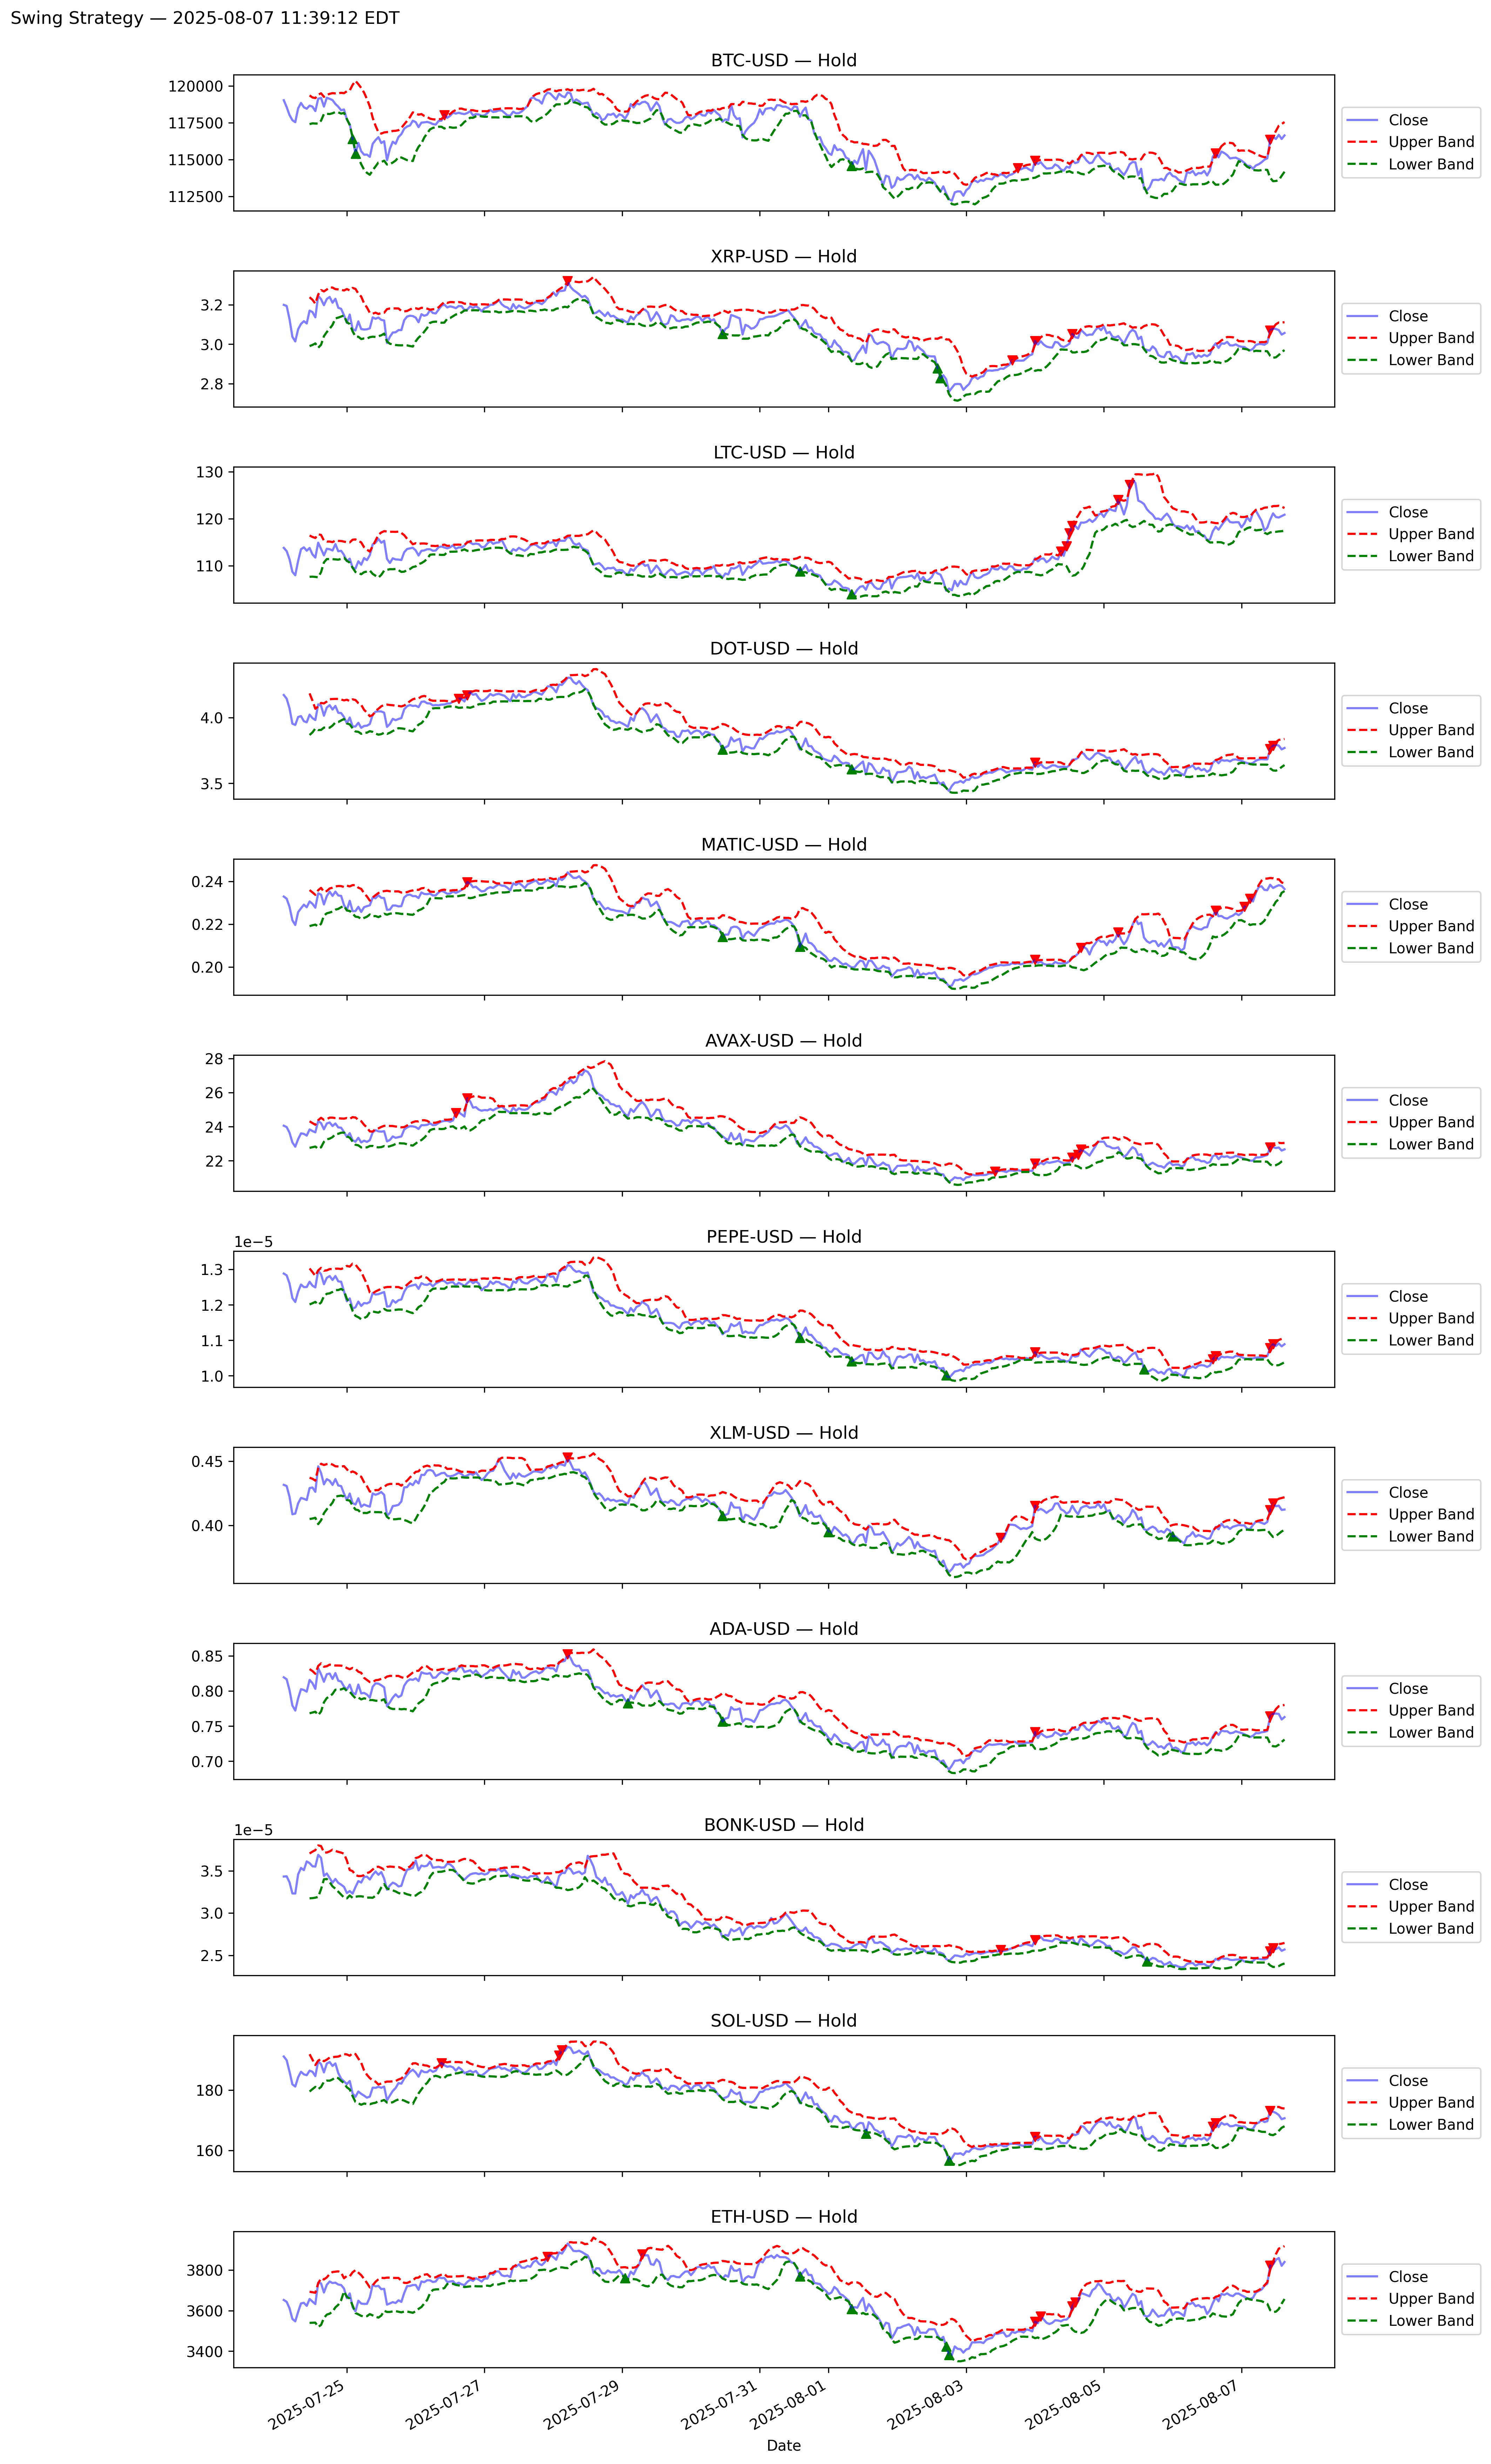 Swing Strategy — 2025-08-07 11:39:12 EDT
BTC-USD — Hold
120000
117500
115000
112500
Close
Upper Band
Lower Band
XRP-USD — Hold
3.2
3.0
2.8
Close
Upper Band
Lower Band
LTC-USD — Hold
130
120
110
Close
Upper Band
Lower Band
DOT-USD — Hold
4.0
3.5
Close
Upper Band
Lower Band
MATIC-USD — Hold
0.24
0.22
0.20
Close
Upper Band
Lower Band
AVAX-USD — Hold
28
26
24
22
Close
Upper Band
Lower Band
PEPE-USD — Hold
1e−5
1.3
1.2
1.1
1.0
Close
Upper Band
Lower Band
XLM-USD — Hold
0.45
0.40
Close
Upper Band
Lower Band
ADA-USD — Hold
0.85
0.80
0.75
0.70
Close
Upper Band
Lower Band
BONK-USD — Hold
1e−5
3.5
3.0
2.5
Close
Upper Band
Lower Band
SOL-USD — Hold
180
160
Close
Upper Band
Lower Band
ETH-USD — Hold
3800
3600
3400
Close
Upper Band
Lower Band
2025-07-25
2025-07-27
2025-07-29
2025-07-31
2025-08-01
2025-08-03
2025-08-05
2025-08-07
Date